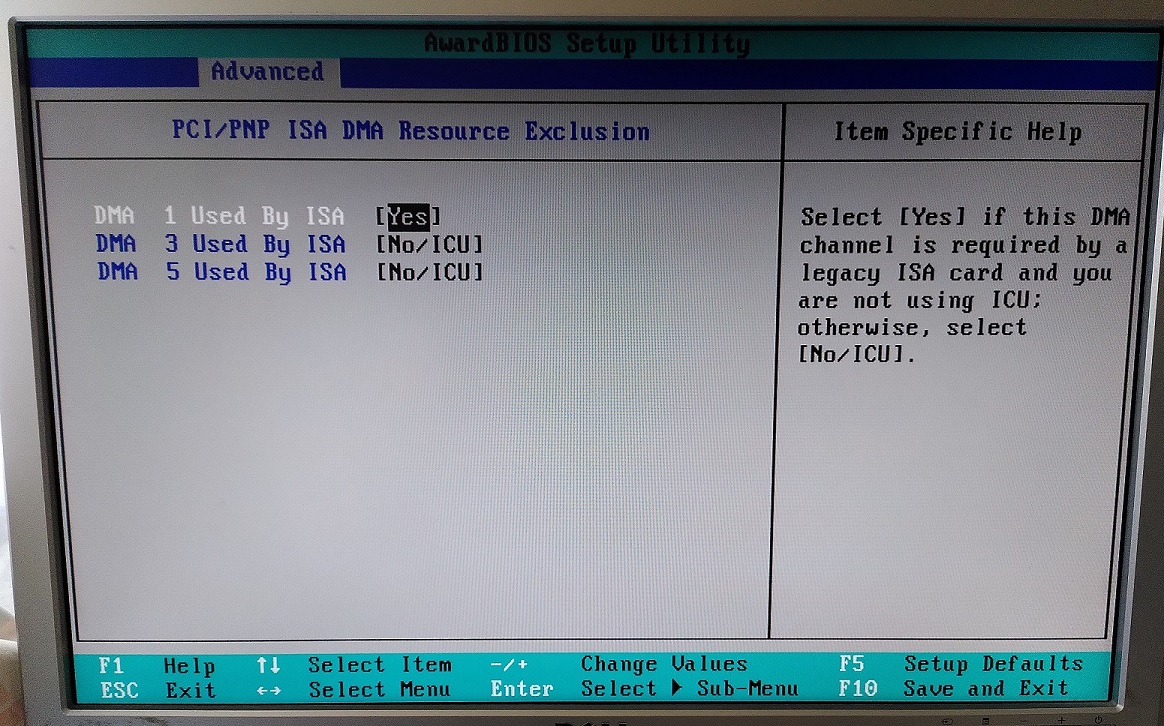 AwardBIOS Setup Utility
Advanced
PCI/PNP ISA DMA Resource Exclusion
Item Specific Help
DMA 1 Used By ISA [Yes]
DMA 3 Used By ISA [No/ICU]
DMA 5 Used By ISA [No/ICU]
Select [Yes] if this DMA
channel is required by a
legacy ISA card and you
are not using ICU;
otherwise, select
[No/ICU].
F1 Help ↑↓ Select Item -/+ Change Values F5 Setup Defaults
ESC Exit ←→ Select Menu Enter Select ▶ Sub-Menu F10 Save and Exit